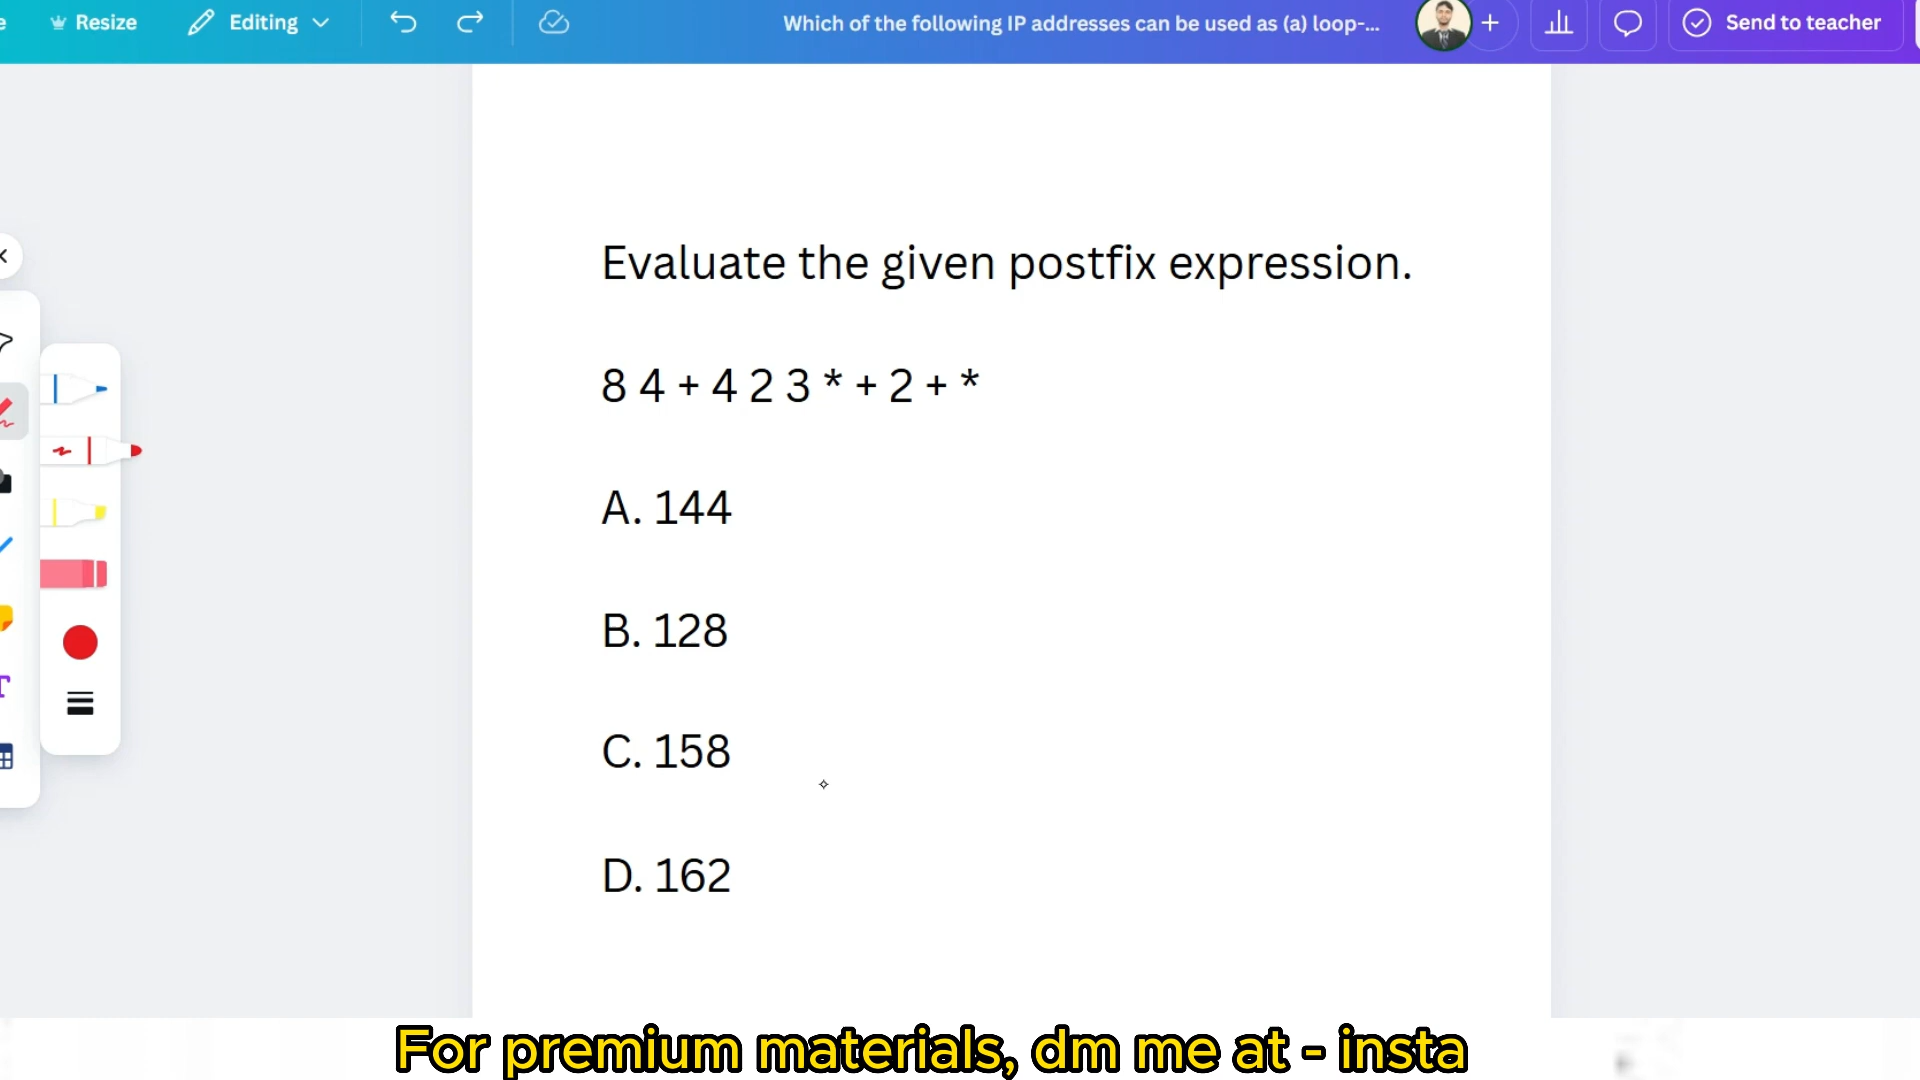 Resize Editing Which of the following IP addresses can be used as (a) loop-... Send to teacher
Evaluate the given postfix expression.
8 4 + 4 2 3 * + 2 + *
A. 144
B. 128
C. 158
D. 162
For premium materials, dm me at - insta